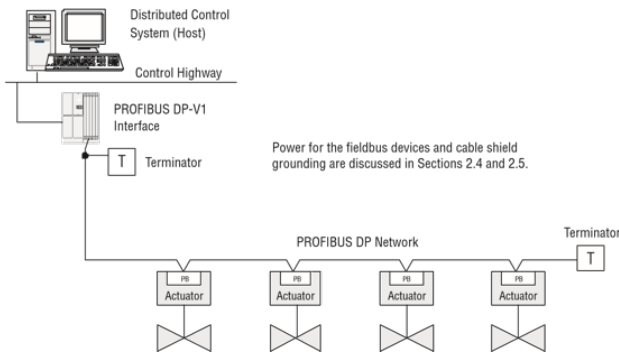 Distributed Control
System (Host)
Control Highway
PROFIBUS DP-V1
Interface
T
Terminator
Power for the fieldbus devices and cable shield
grounding are discussed in Sections 2.4 and 2.5.
Terminator
T
PROFIBUS DP Network
PB
PB
PB
PB
Actuator
Actuator
Actuator
Actuator